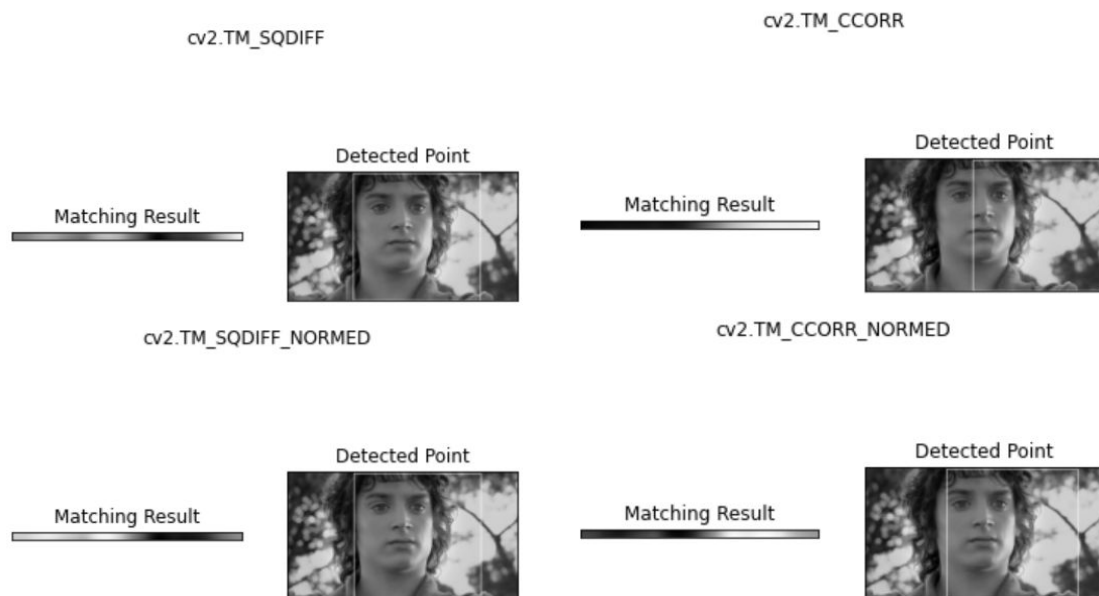 cv2.TM_SQDIFF
Matching Result
Detected Point
cv2.TM_CCORR
Matching Result
Detected Point
cv2.TM_SQDIFF_NORMED
Matching Result
Detected Point
cv2.TM_CCORR_NORMED
Matching Result
Detected Point